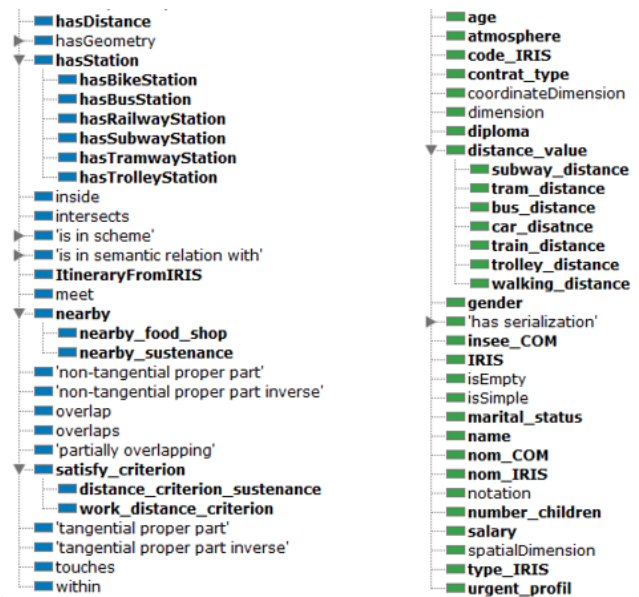 hasDistance
hasGeometry
hasStation
hasBikeStation
hasBusStation
hasRailwayStation
hasSubwayStation
hasTramwayStation
hasTrolleyStation
inside
intersects
'is in scheme'
'is in semantic relation with'
ItineraryFromIRIS
meet
nearby
nearby_food_shop
nearby_sustenance
'non-tangential proper part'
'non-tangential proper part inverse'
overlap
overlaps
'partially overlapping'
satisfy_criterion
distance_criterion_sustenance
work_distance_criterion
'tangential proper part'
'tangential proper part inverse'
touches
within
age
atmosphere
code_IRIS
contrat_type
coordinateDimension
dimension
diploma
distance_value
subway_distance
tram_distance
bus_distance
car_disatnce
train_distance
trolley_distance
walking_distance
gender
'has serialization'
insee_COM
IRIS
isEmpty
isSimple
marital_status
name
nom_COM
nom_IRIS
notation
number_children
salary
spatialDimension
type_IRIS
urgent_profil